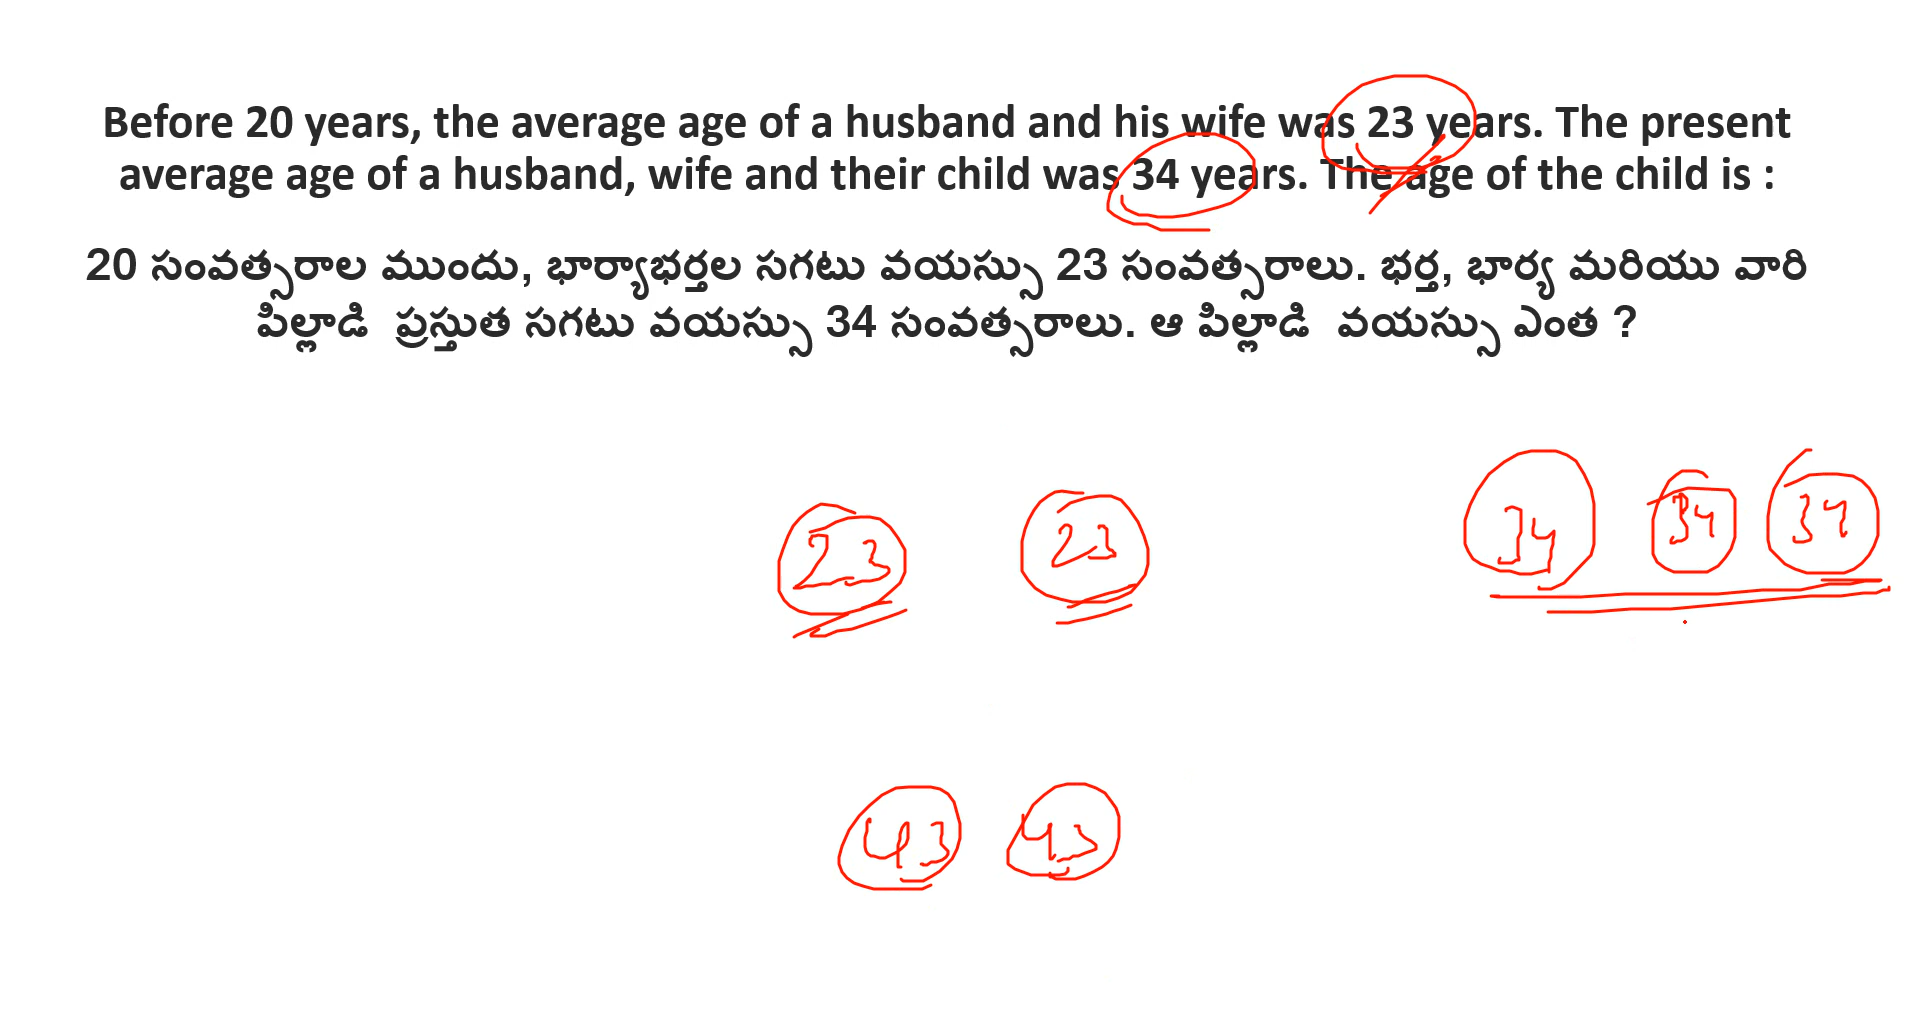 Before 20 years, the average age of a husband and his wife was 23 years. The present
average age of a husband, wife and their child was 34 years. The age of the child is :
20 సంవత్సరాల ముందు, భార్యాభర్తల సగటు వయస్సు 23 సంవత్సరాలు. భర్త, భార్య మరియు వారి
పిల్లాడి ప్రస్తుత సగటు వయస్సు 34 సంవత్సరాలు. ఆ పిల్లాడి వయస్సు ఎంత ?
23 23 34 34 34
43 43